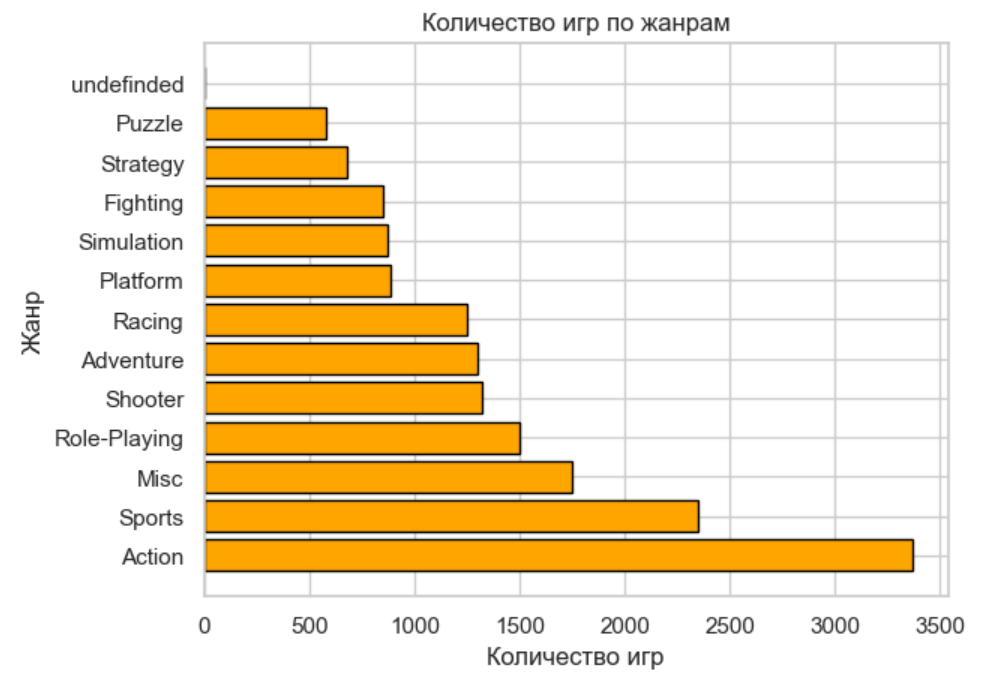 Количество игр по жанрам
undefinded
Puzzle
Strategy
Fighting
Simulation
Platform
Racing
Adventure
Shooter
Role-Playing
Misc
Sports
Action
Жанр
0 500 1000 1500 2000 2500 3000 3500
Количество игр